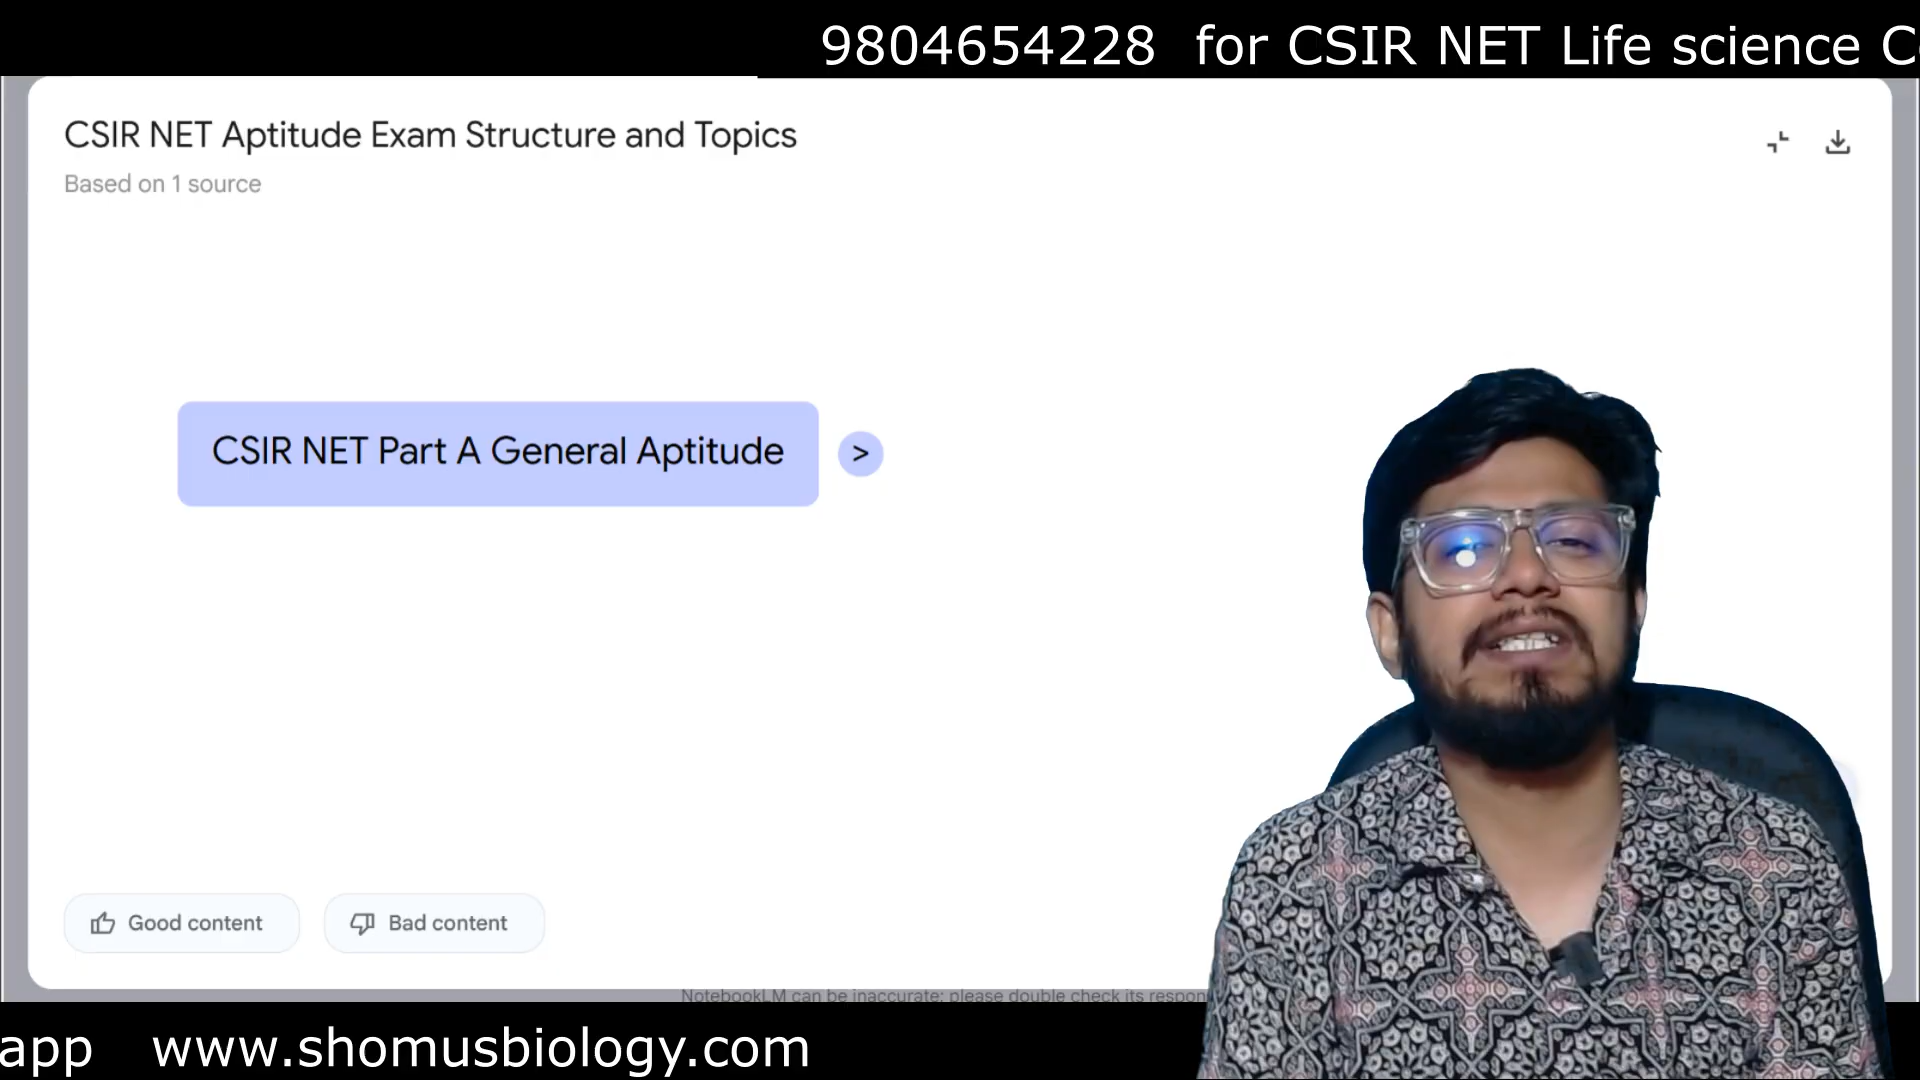 9804654228 for CSIR NET Life science C
CSIR NET Aptitude Exam Structure and Topics
Based on 1 source
CSIR NET Part A General Aptitude
>
Good content
Bad content
NotebookLM can be inaccurate; please double check its
app www.shomusbiology.com